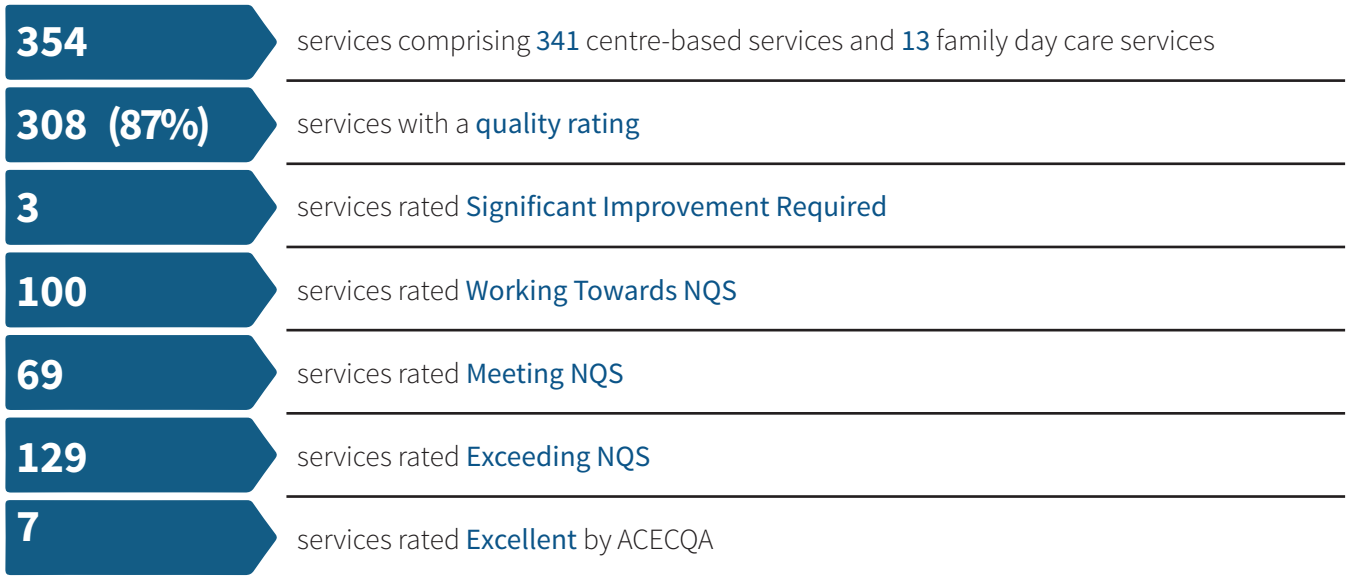 354 services comprising 341 centre-based services and 13 family day care services
308 (87%) services with a quality rating
3 services rated Significant Improvement Required
100 services rated Working Towards NQS
69 services rated Meeting NQS
129 services rated Exceeding NQS
7 services rated Excellent by ACECQA